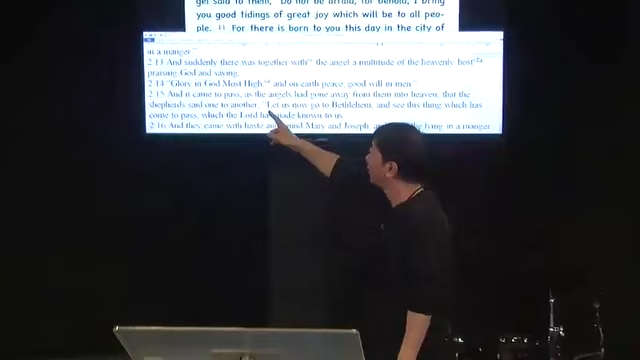 gel said to them, "Do not be afraid, for behold, I bring
you good tidings of great joy which will be to all peo-
ple. 11 For there is born to you this day in the city of
in a manger."
2:13 And suddenly there was together with the angel a multitude of the heavenly host
praising God and saying,
2:14 "Glory in God Most High, and on earth peace, good will in men."
2:15 And it came to pass, as the angels had gone away from them into heaven, that the
shepherds said one to another, "Let us now go to Bethlehem, and see this thing which has
come to pass, which the Lord has made known to us.
2:16 And they came with haste and found Mary and Joseph, lying in a manger